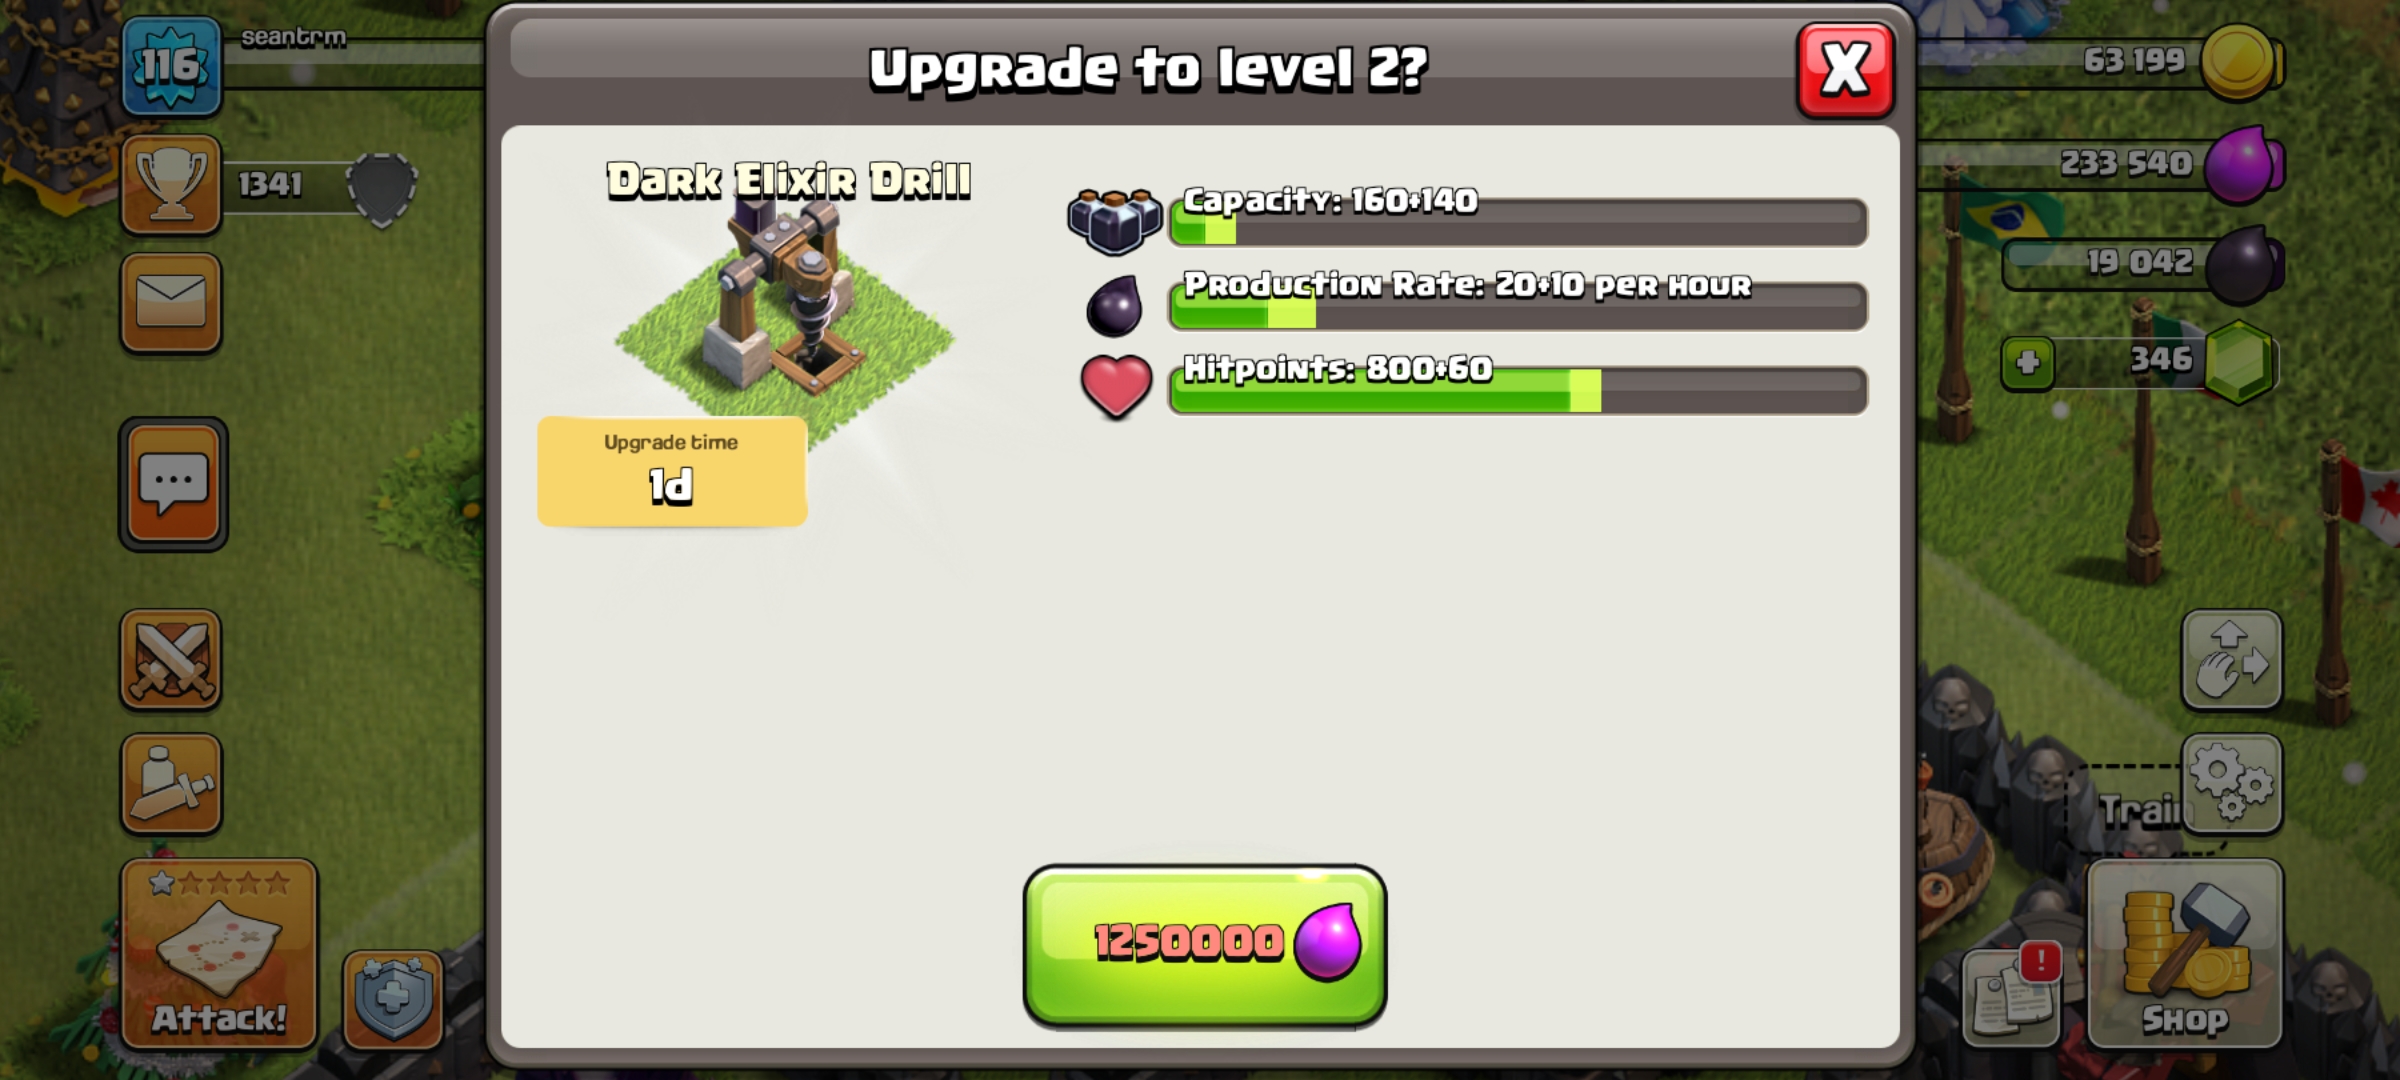 116
seantrm
Upgrade to level 2?
X
63 199
1341
Dark Elixir Drill
Capacity: 160+140
233 540
Production Rate: 20+10 per hour
19 042
Hitpoints: 800+60
346
Upgrade time
1d
Train
1250000
!
Attack!
Shop